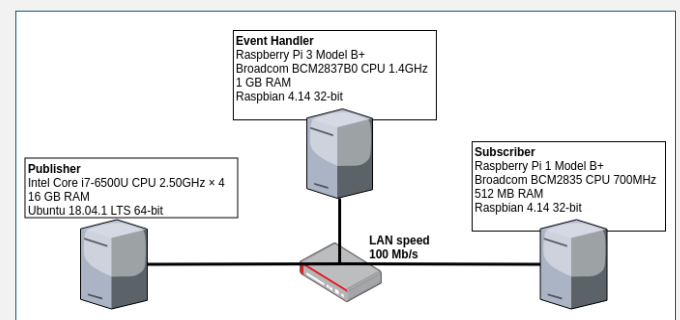 Event Handler
Raspberry Pi 3 Model B+
Broadcom BCM2837B0 CPU 1.4GHz
1 GB RAM
Raspbian 4.14 32-bit
Publisher
Intel Core i7-6500U CPU 2.50GHz × 4
16 GB RAM
Ubuntu 18.04.1 LTS 64-bit
Subscriber
Raspberry Pi 1 Model B+
Broadcom BCM2835 CPU 700MHz
512 MB RAM
Raspbian 4.14 32-bit
LAN speed
100 Mb/s